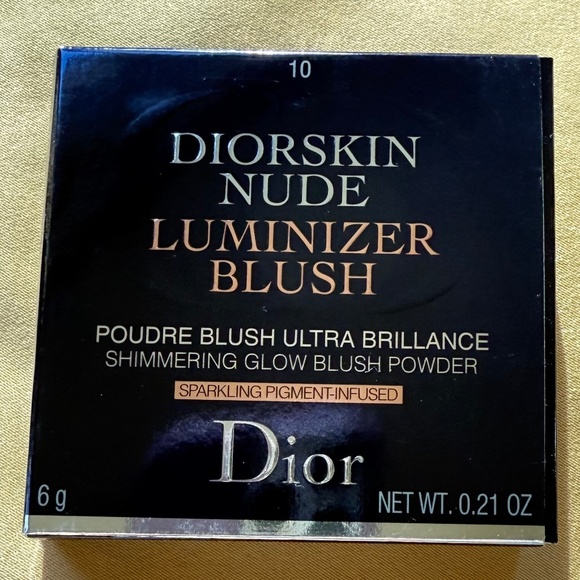 10
DIORSKIN
NUDE
LUMINIZER
BLUSH
POUDRE BLUSH ULTRA BRILLANCE
SHIMMERING GLOW BLUSH POWDER
SPARKLING PIGMENT-INFUSED
Dior
6 g NET WT. 0.21 OZ